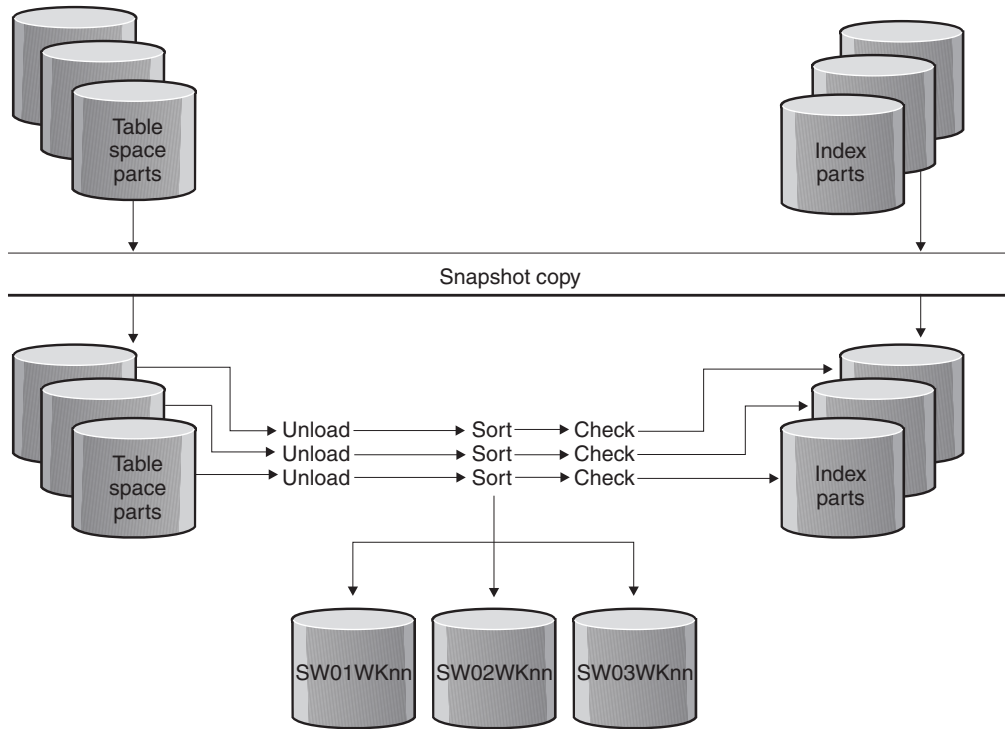 Table
space
parts
Index
parts
Snapshot copy
Unload Sort Check
Unload Sort Check
Unload Sort Check
Table
space
parts
Index
parts
SW01WKnn SW02WKnn SW03WKnn